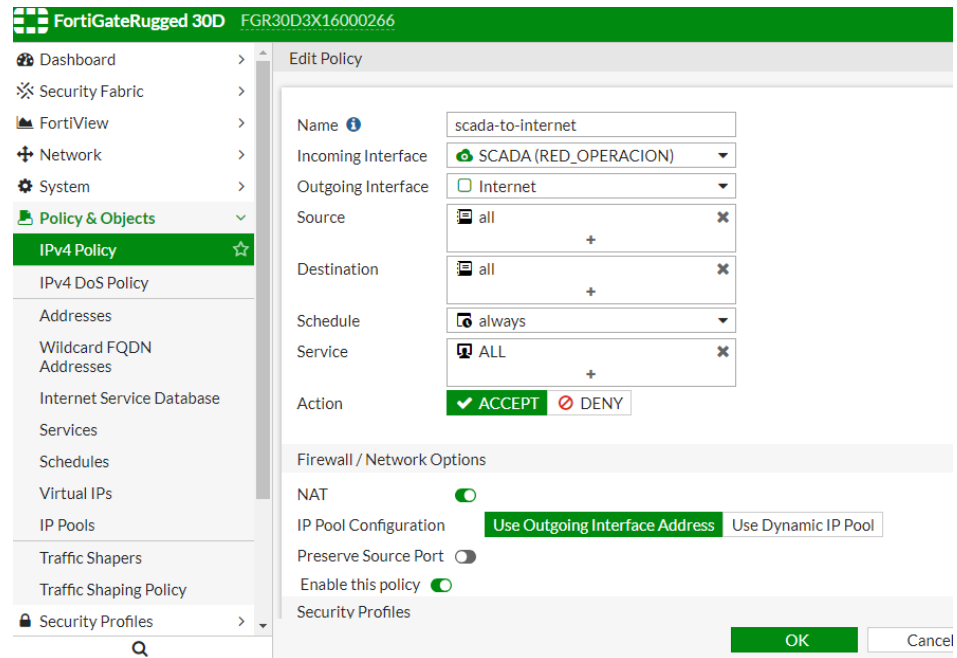 FortiGateRugged 30D FGR30D3X16000266
Dashboard
Security Fabric
FortiView
Network
System
Policy & Objects
IPv4 Policy
IPv4 DoS Policy
Addresses
Wildcard FQDN
Addresses
Internet Service Database
Services
Schedules
Virtual IPs
IP Pools
Traffic Shapers
Traffic Shaping Policy
Security Profiles
Edit Policy
Name scada-to-internet
Incoming Interface SCADA (RED_OPERACION)
Outgoing Interface Internet
Source all
+
Destination all
+
Schedule always
Service ALL
+
Action ACCEPT DENY
Firewall / Network Options
NAT
IP Pool Configuration Use Outgoing Interface Address Use Dynamic IP Pool
Preserve Source Port
Enable this policy
Security Profiles
OK Cancel